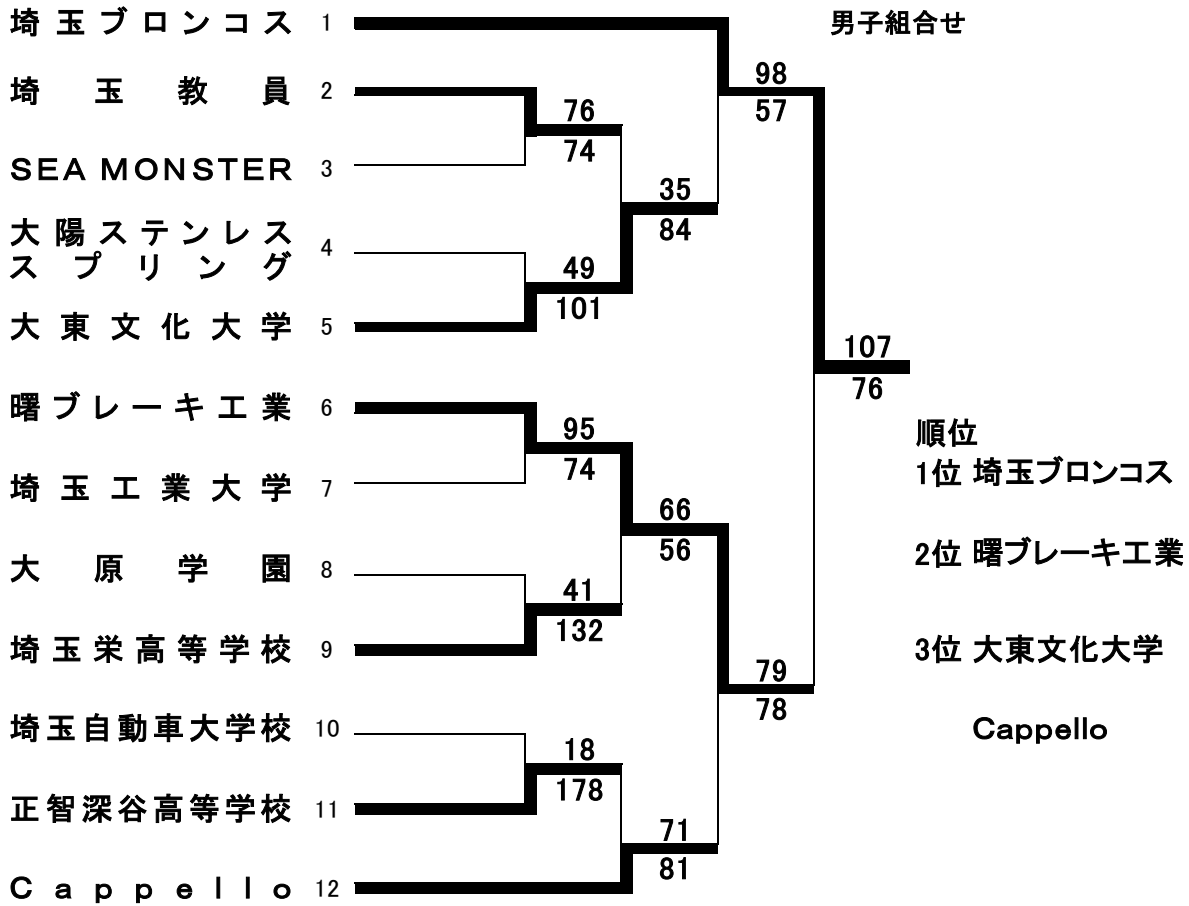 男子組合せ
埼玉ブロンコス 1
98
57
埼玉教員 2
76
74
SEA MONSTER 3
35
84
大陽ステンレス
スプリング 4
49
101
大東文化大学 5
107
76
曙ブレーキ工業 6
95
74
順位
1位 埼玉ブロンコス
埼玉工業大学 7
66
56
2位 曙ブレーキ工業
大原学園 8
41
132
埼玉栄高等学校 9
3位 大東文化大学
79
78
埼玉自動車大学校 10
Cappello
18
178
正智深谷高等学校 11
71
81
Cappello 12